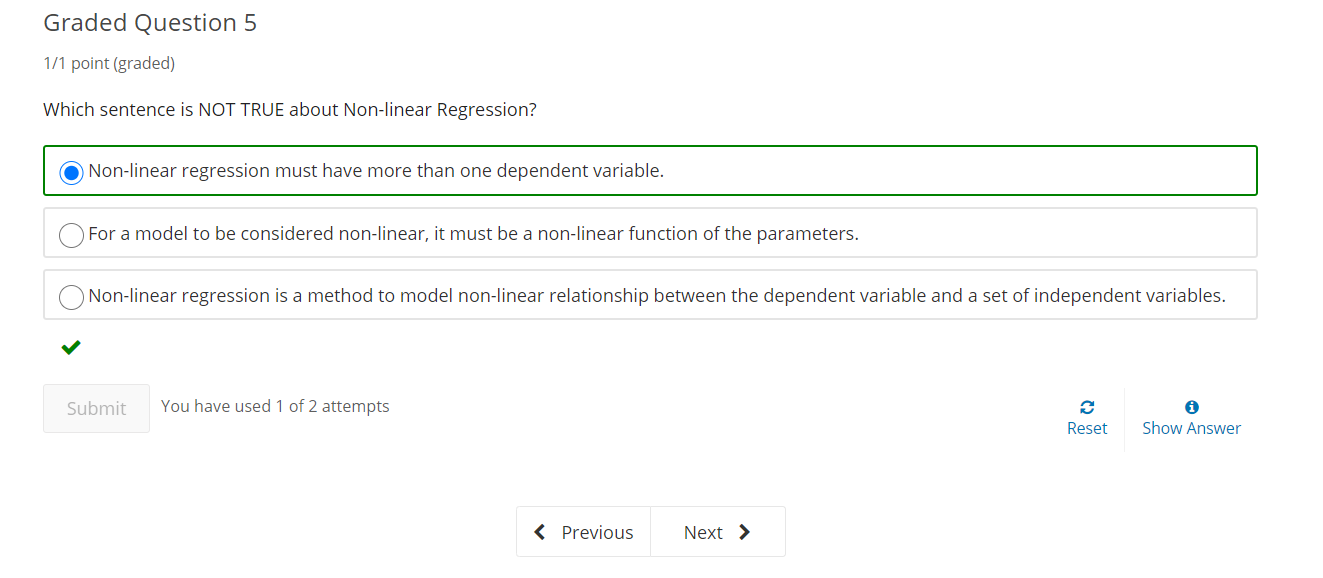 Graded Question 5
1/1 point (graded)
Which sentence is NOT TRUE about Non-linear Regression?
Non-linear regression must have more than one dependent variable.
For a model to be considered non-linear, it must be a non-linear function of the parameters.
Non-linear regression is a method to model non-linear relationship between the dependent variable and a set of independent variables.
Submit You have used 1 of 2 attempts
Reset Show Answer
Previous Next